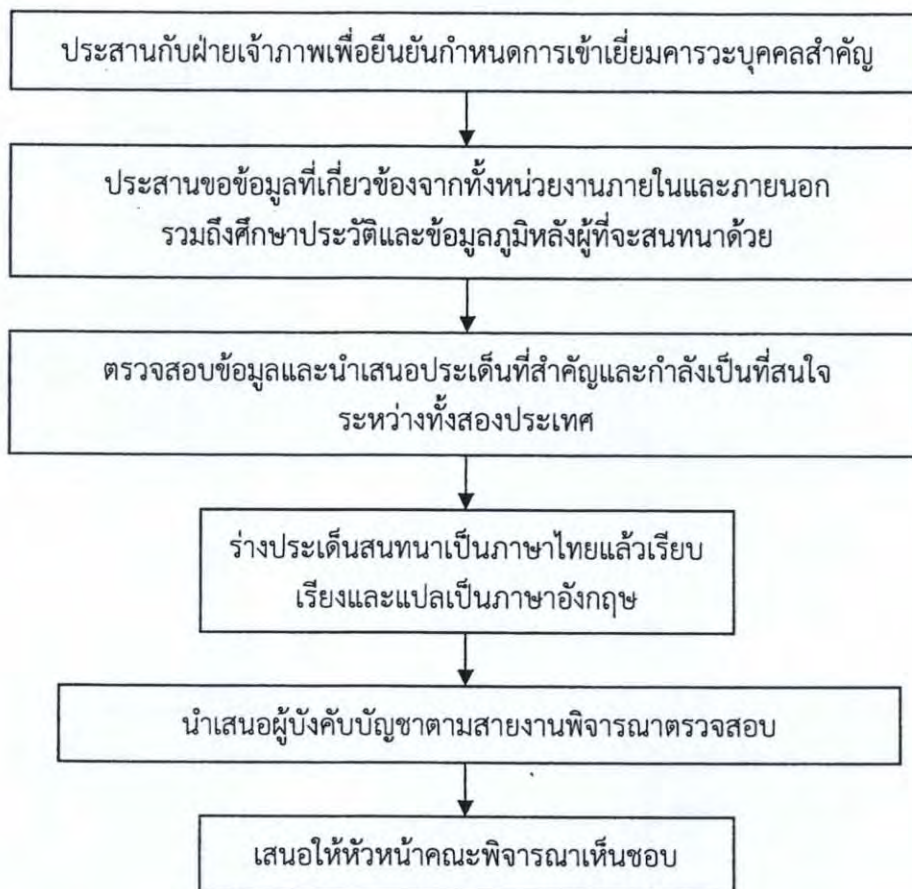 ประสานกับฝ่ายเจ้าภาพเพื่อยืนยันกำหนดการเข้าเยี่ยมคารวะบุคคลสำคัญ
ประสานขอข้อมูลที่เกี่ยวข้องจากทั้งหน่วยงานภายในและภายนอก
รวมถึงศึกษาประวัติและข้อมูลภูมิหลังผู้ที่จะสนทนาด้วย
ตรวจสอบข้อมูลและนำเสนอประเด็นที่สำคัญและกำลังเป็นที่สนใจ
ระหว่างทั้งสองประเทศ
ร่างประเด็นสนทนาเป็นภาษาไทยแล้วเรียบ
เรียงและแปลเป็นภาษาอังกฤษ
นำเสนอผู้บังคับบัญชาตามสายงานพิจารณาตรวจสอบ
เสนอให้หัวหน้าคณะพิจารณาเห็นชอบ